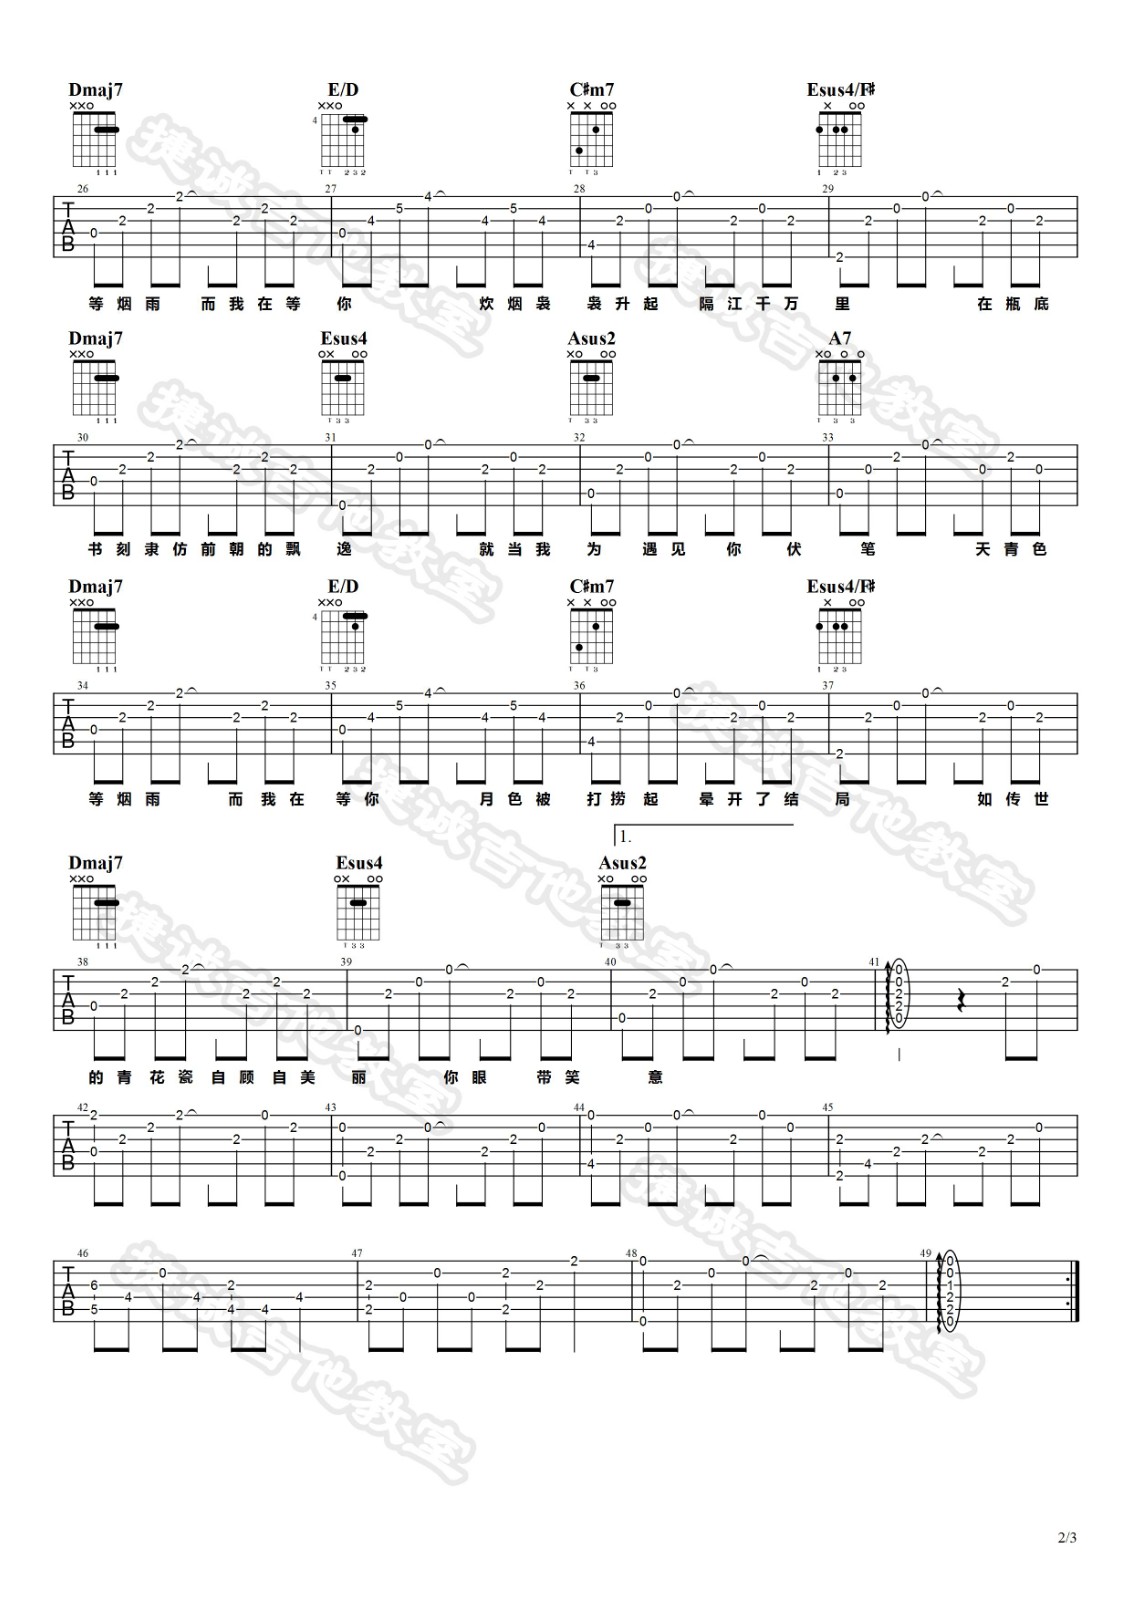 Dmaj7 E/D C♯m7 Esus4/F♯
26 27 28 29
等烟雨 而我在等 你 炊烟袅 袅升起 隔江千万 里 在瓶底
Dmaj7 Esus4 Asus2 A7
30 31 32 33
书刻隶仿前朝的飘 逸 就当我 为 遇见 你 伏 笔 天青色
Dmaj7 E/D C♯m7 Esus4/F♯
34 35 36 37
等烟雨 而我在 等你 月色被 打捞起 晕开了结 局 如传世
1.
Dmaj7 Esus4 Asus2
38 39 40 41
的青花瓷自顾自美 丽 你眼 带笑 意
42 43 44 45
46 47 48 49
2/3
捷诚吉他教室